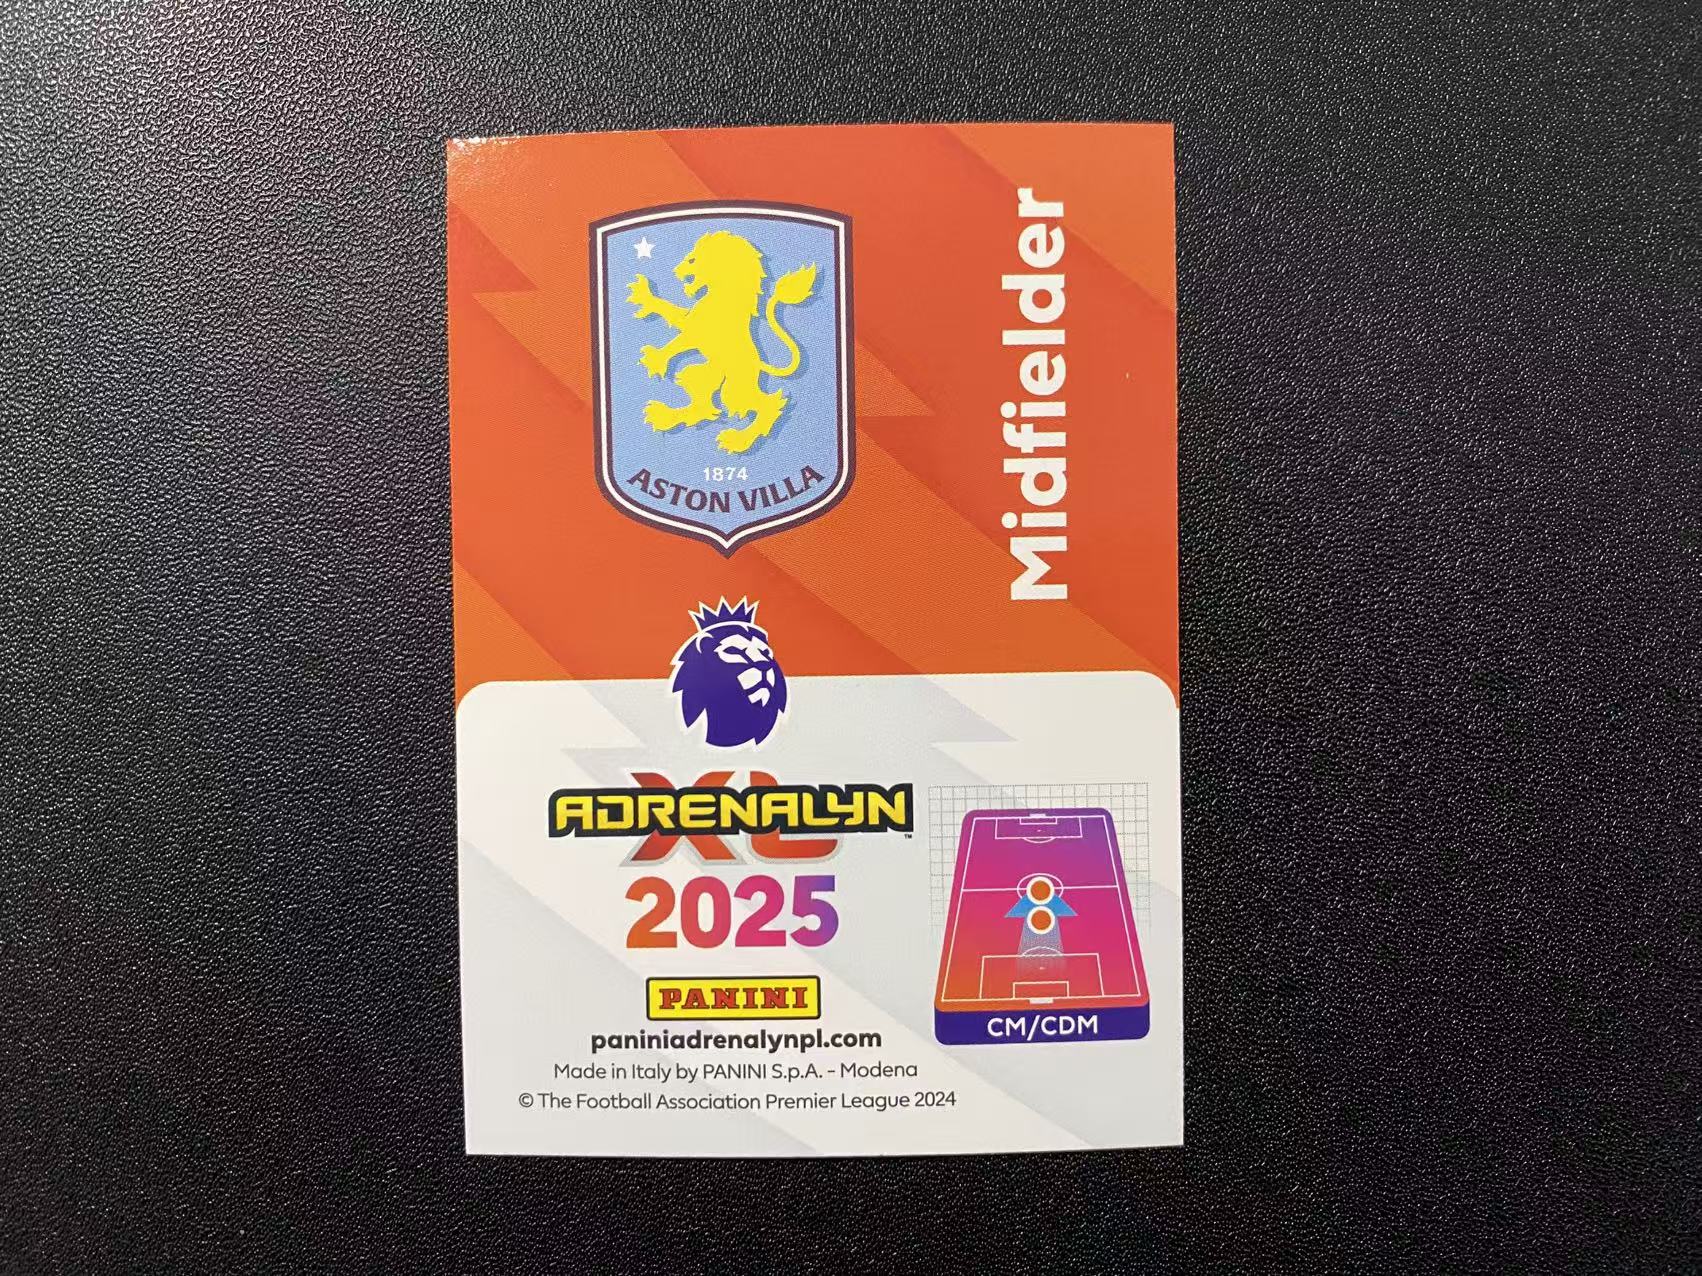 1874
ASTON VILLA
Midfielder
XL
ADRENALYN™
2025
PANINI
paniniadrenalynpl.com
Made in Italy by PANINI S.p.A. - Modena
© The Football Association Premier League 2024
CM/CDM